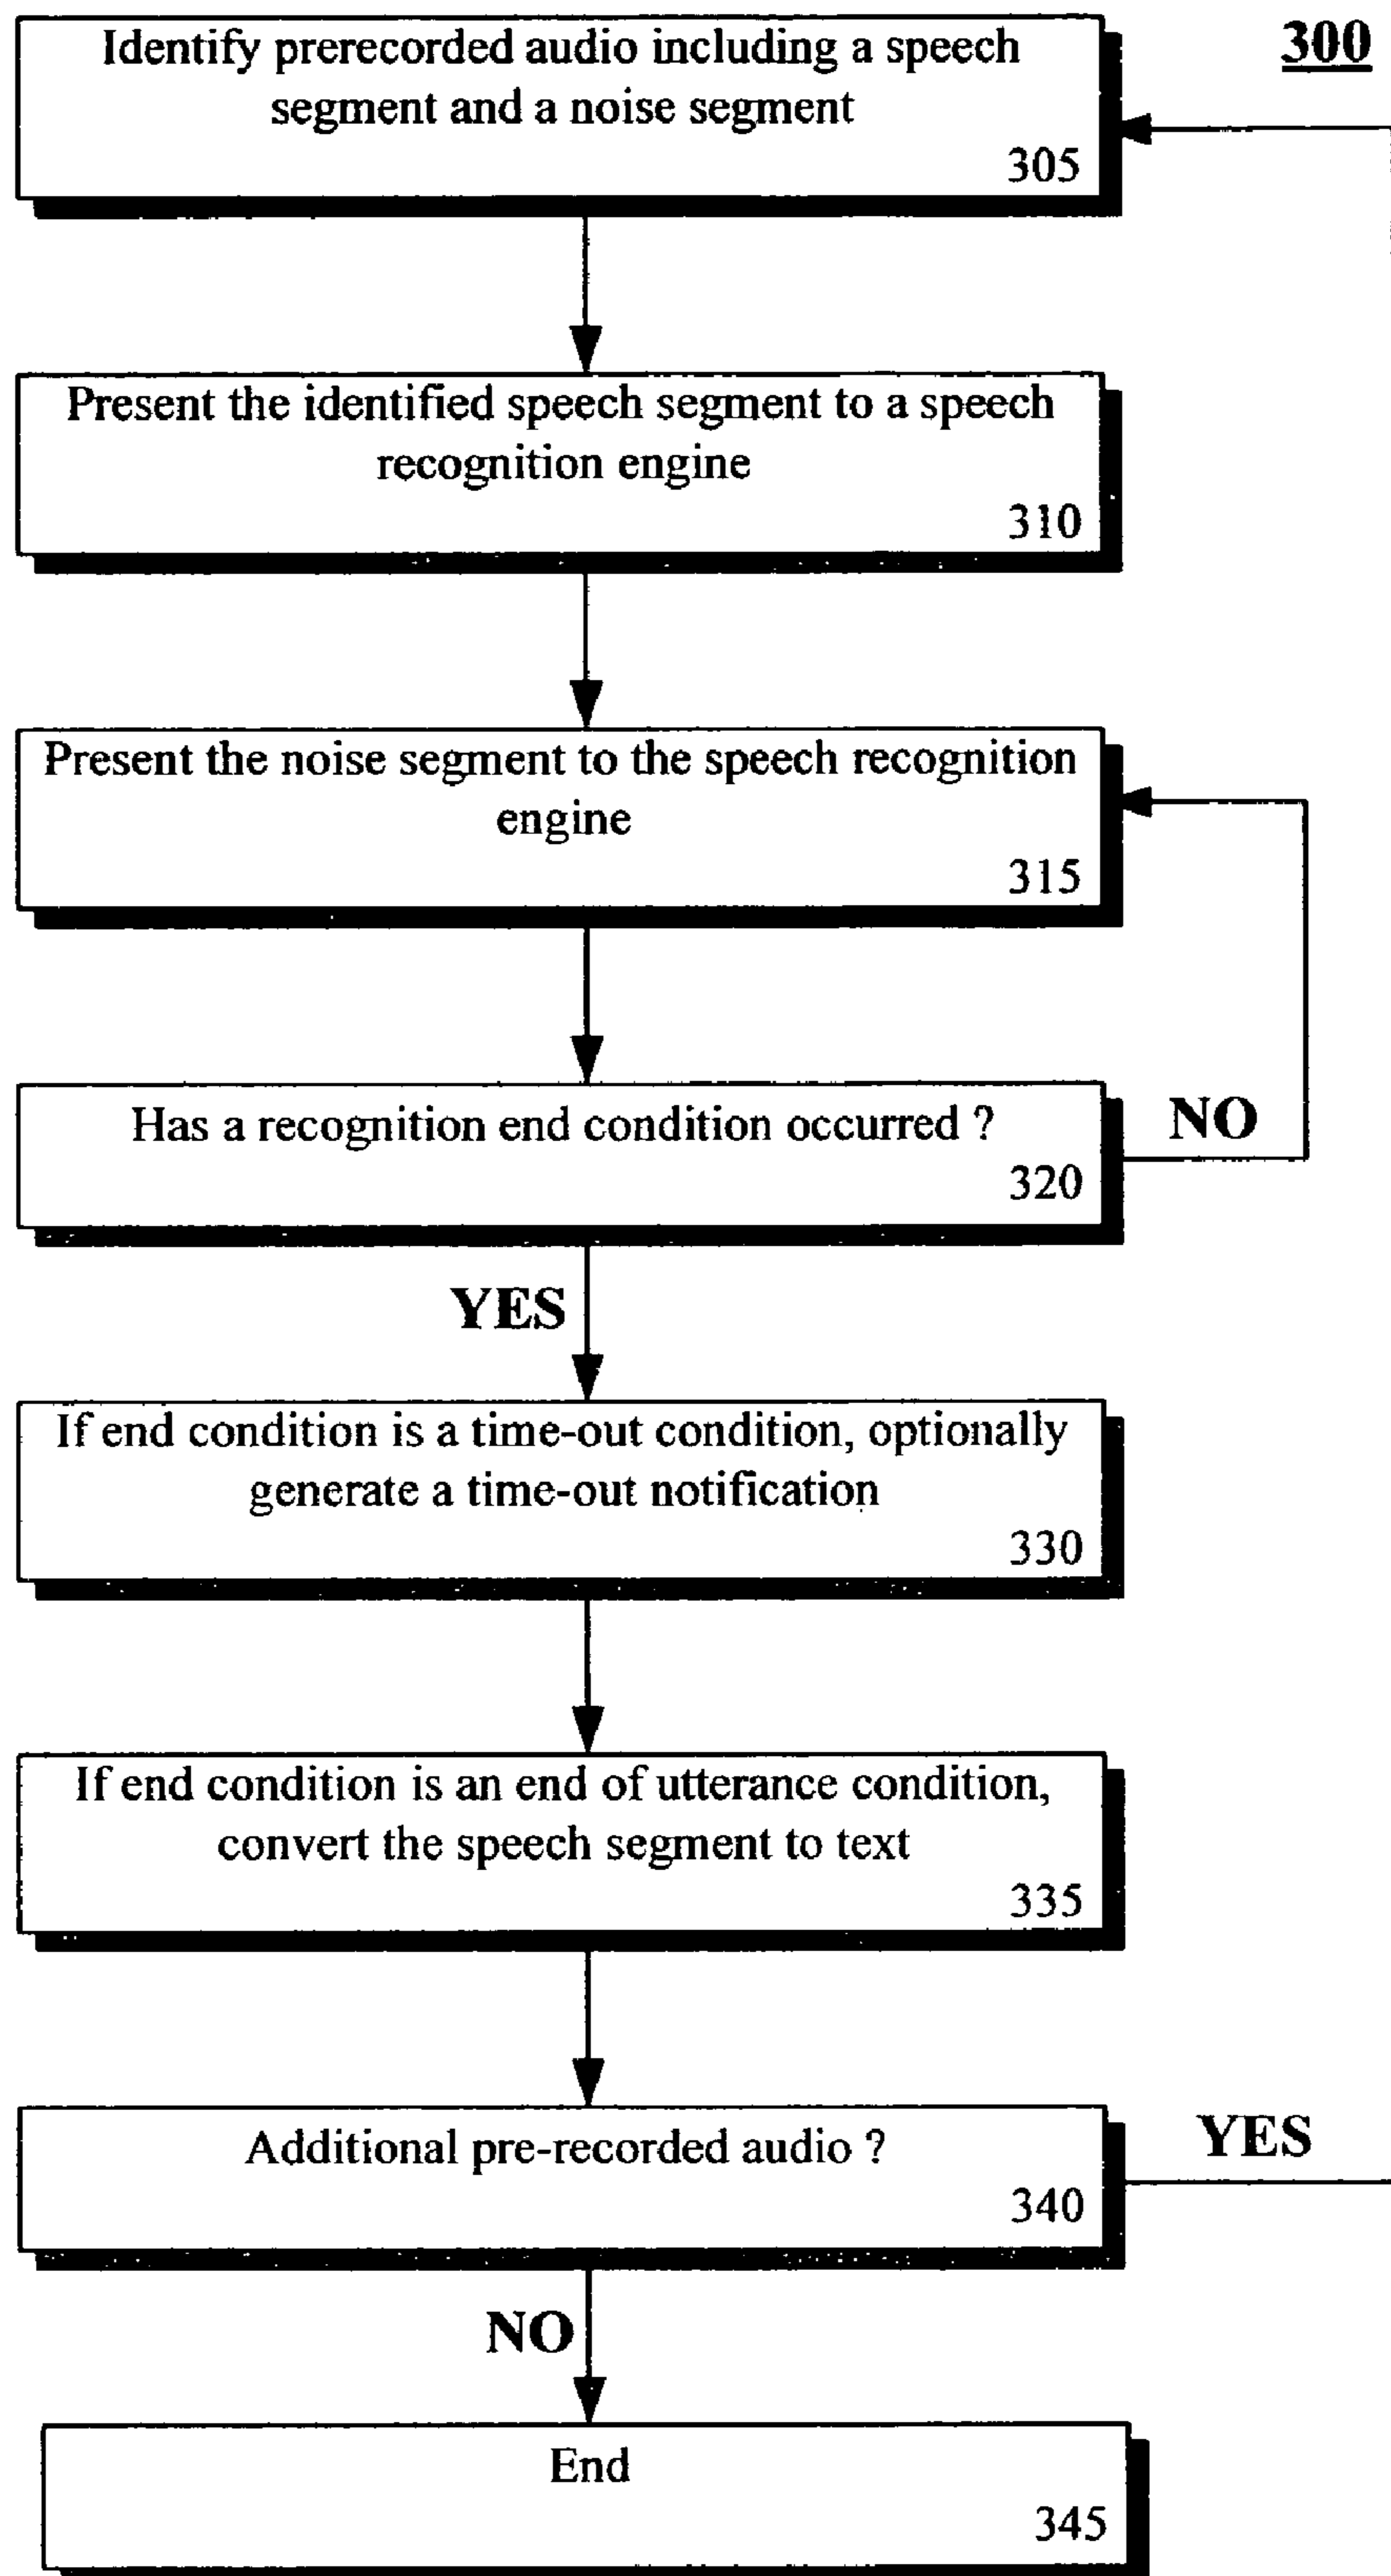 300
Identify prerecorded audio including a speech
segment and a noise segment
305
Present the identified speech segment to a speech
recognition engine
310
Present the noise segment to the speech recognition
engine
315
Has a recognition end condition occurred ?
320
NO
YES
If end condition is a time-out condition, optionally
generate a time-out notification
330
If end condition is an end of utterance condition,
convert the speech segment to text
335
Additional pre-recorded audio ?
340
YES
NO
End
345